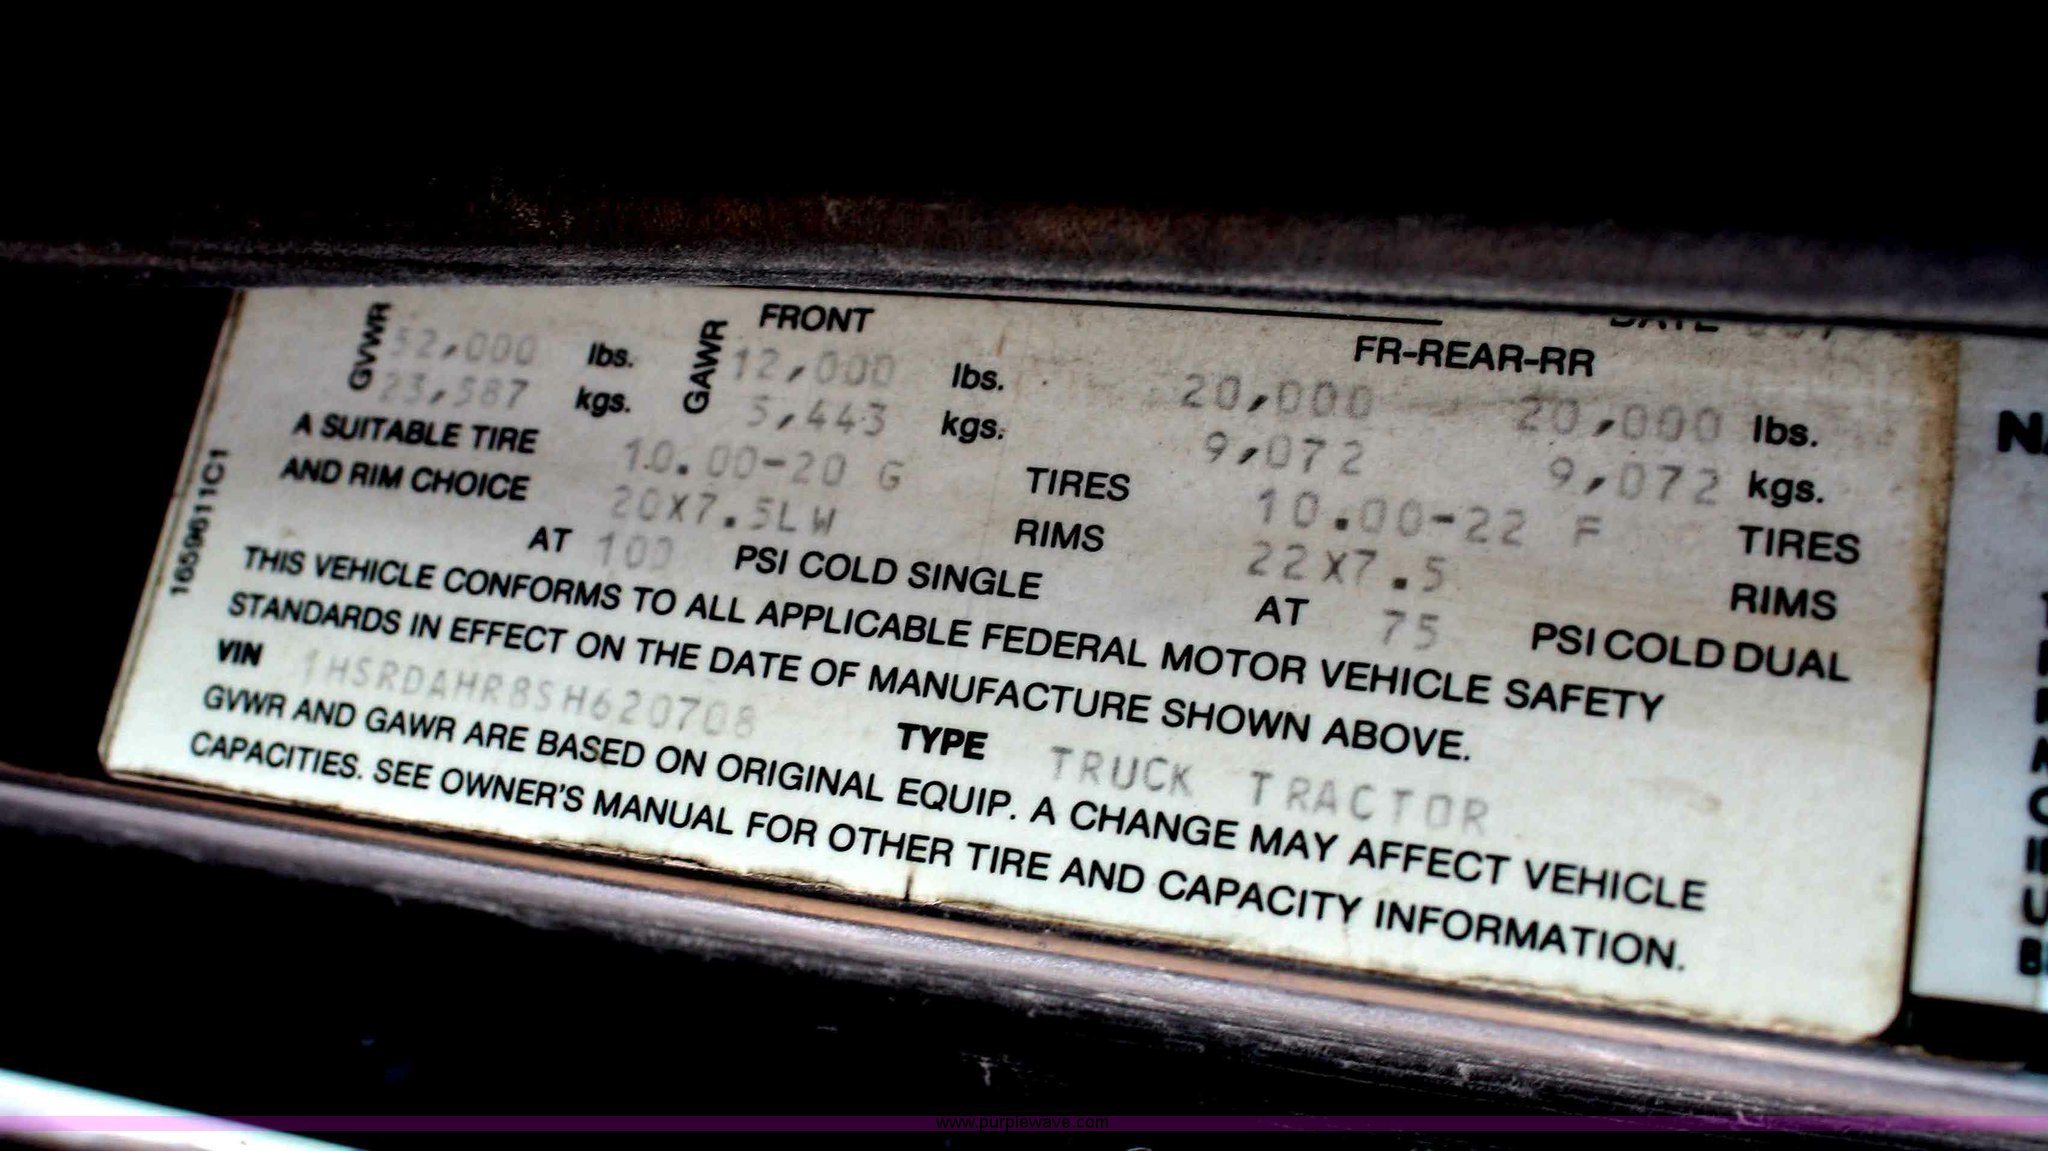 DATE
FRONT FR-REAR-RR
GVWR 52,000 lbs. GAWR 12,000 lbs. 20,000 20,000 lbs.
23,587 kgs. 5,443 kgs. 9,072 9,072 kgs.
A SUITABLE TIRE 10.00-20 G TIRES 10.00-22 F TIRES
AND RIM CHOICE 20X7.5LW RIMS 22X7.5 RIMS
AT 100 PSI COLD SINGLE AT 75 PSI COLD DUAL
THIS VEHICLE CONFORMS TO ALL APPLICABLE FEDERAL MOTOR VEHICLE SAFETY
STANDARDS IN EFFECT ON THE DATE OF MANUFACTURE SHOWN ABOVE.
VIN 1HSRDAHR8SH620708 TYPE TRUCK TRACTOR
GVWR AND GAWR ARE BASED ON ORIGINAL EQUIP. A CHANGE MAY AFFECT VEHICLE
CAPACITIES. SEE OWNER'S MANUAL FOR OTHER TIRE AND CAPACITY INFORMATION.
1659611C1
www.purplewave.com